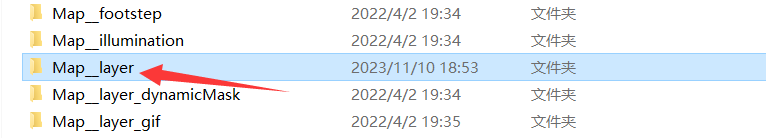 Map__footstep 2022/4/2 19:34 文件夹
Map__illumination 2022/4/2 19:34 文件夹
Map__layer 2023/11/10 18:53 文件夹
Map__layer_dynamicMask 2022/4/2 19:34 文件夹
Map__layer_gif 2022/4/2 19:35 文件夹